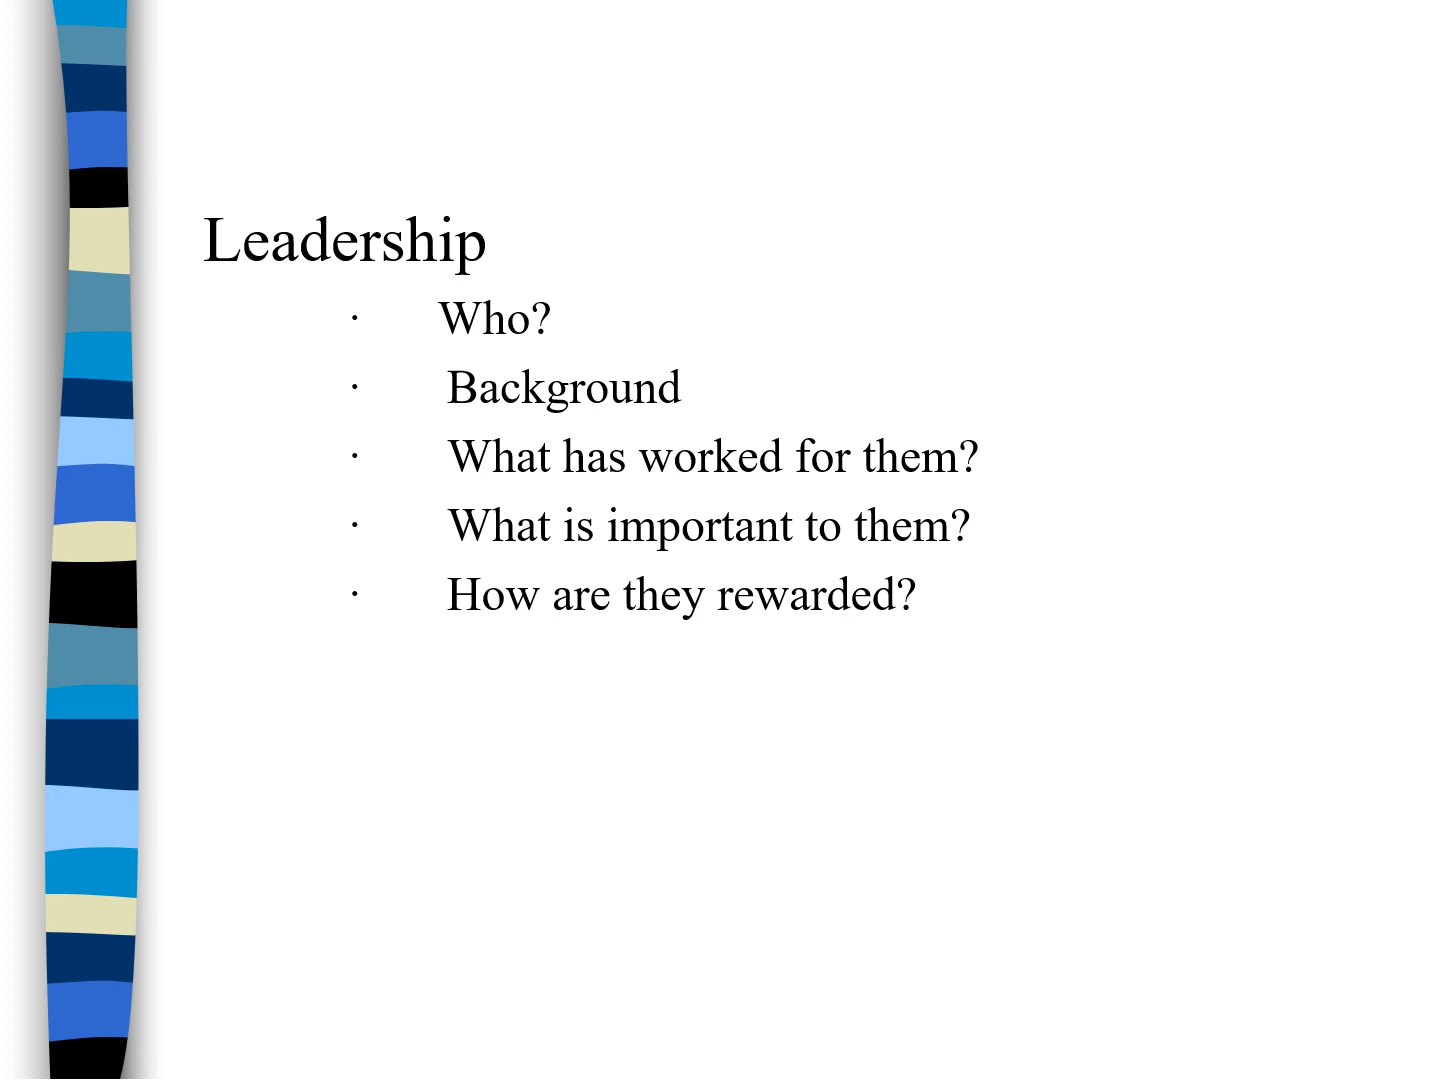 Leadership
· Who?
· Background
· What has worked for them?
· What is important to them?
· How are they rewarded?